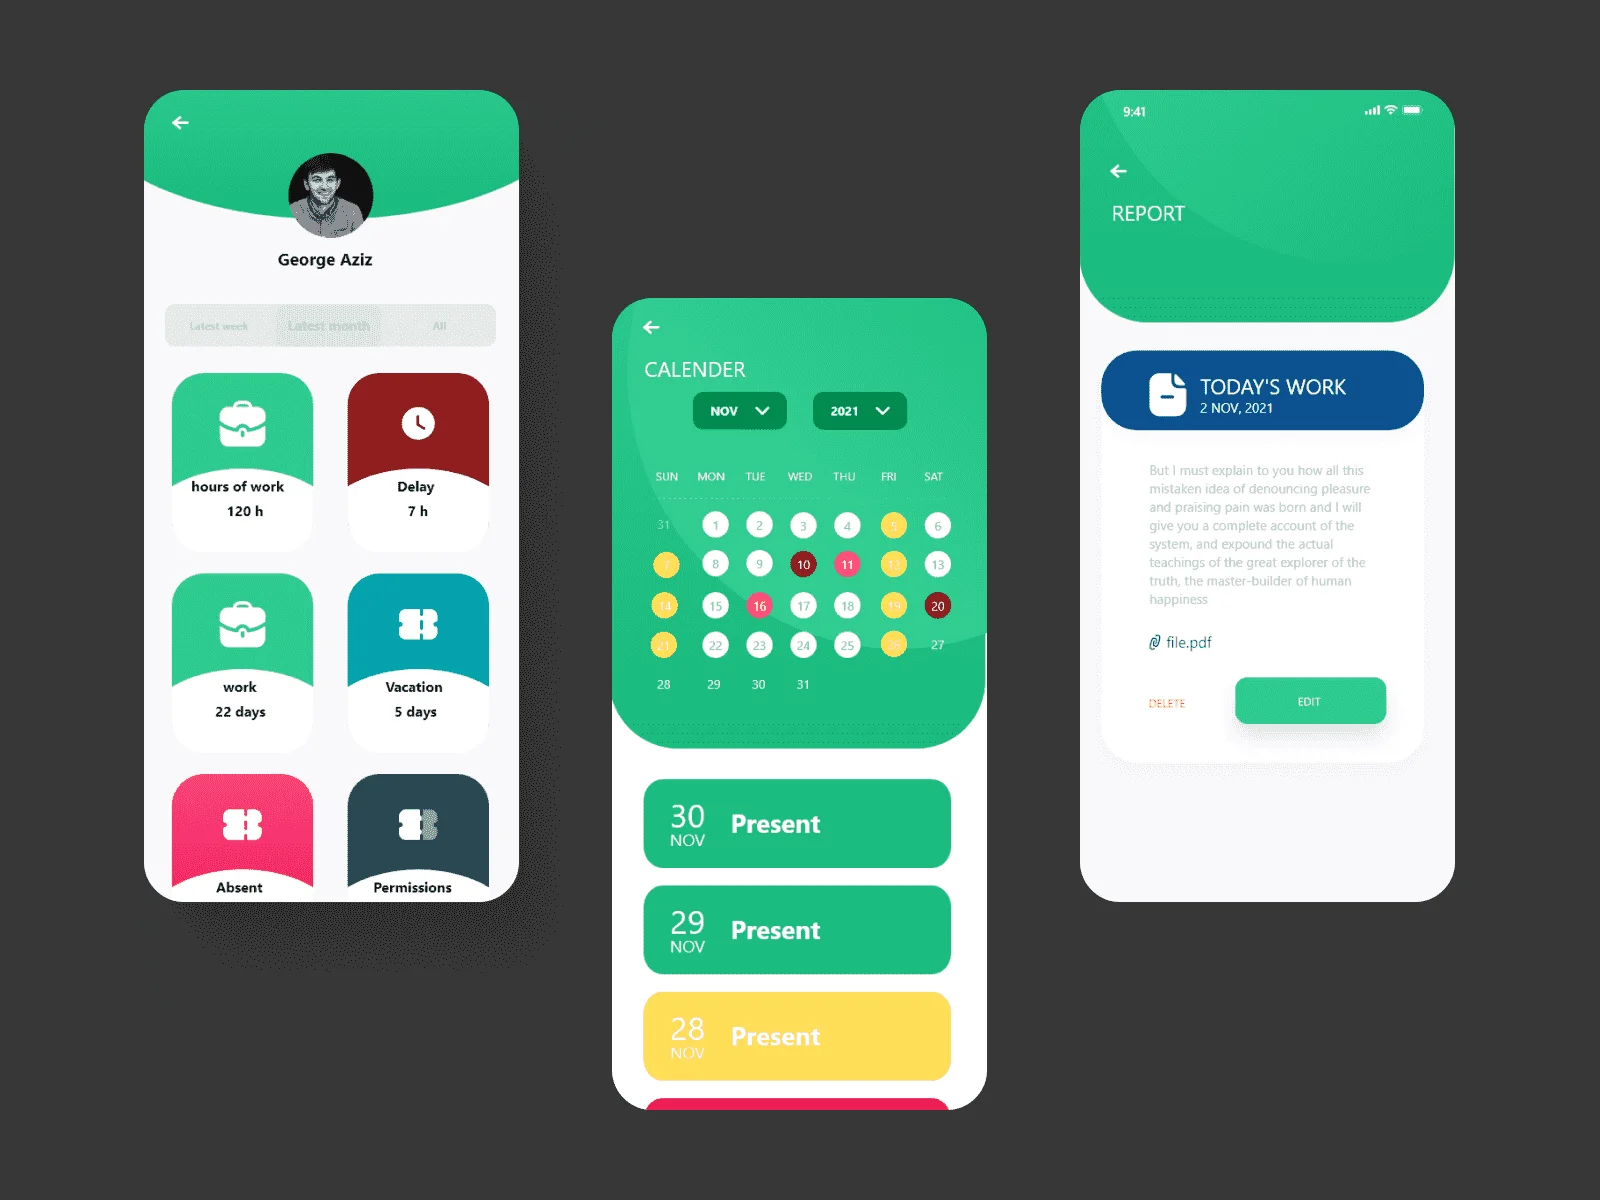 George Aziz
Latest week Latest month All
hours of work
120 h
Delay
7 h
work
22 days
Vacation
5 days
Absent
Permissions
CALENDER
NOV 2021
SUN MON TUE WED THU FRI SAT
31 1 2 3 4 5 6
7 8 9 10 11 12 13
14 15 16 17 18 19 20
21 22 23 24 25 26 27
28 29 30 31
30
NOV
Present
29
NOV
Present
28
NOV
Present
9:41
REPORT
TODAY'S WORK
2 NOV, 2021
But I must explain to you how all this
mistaken idea of denouncing pleasure
and praising pain was born and I will
give you a complete account of the
system, and expound the actual
teachings of the great explorer of the
truth, the master-builder of human
happiness
file.pdf
DELETE
EDIT